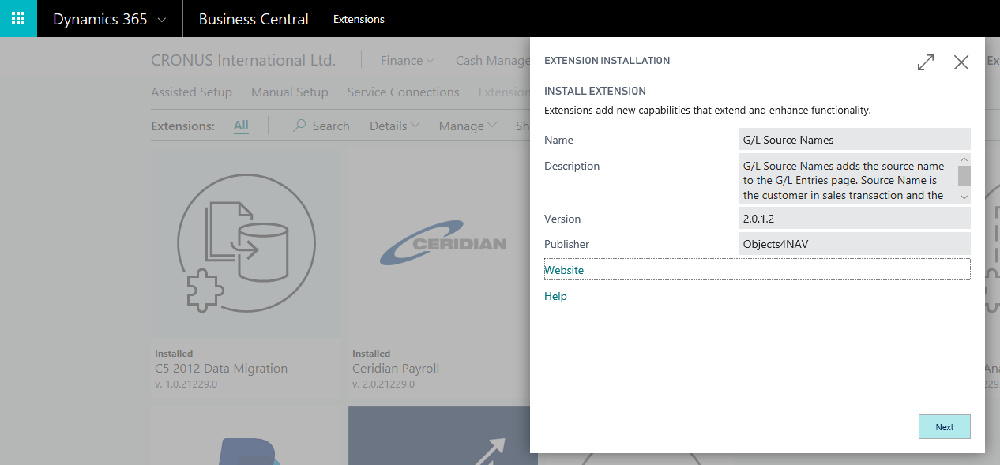 Dynamics 365
Business Central
Extensions
CRONUS International Ltd.
Finance
Cash Manage
Assisted Setup
Manual Setup
Service Connections
Extension
Extensions:
All
Search
Details
Manage
Sh
Installed
C5 2012 Data Migration
v. 1.0.21229.0
CERIDIAN
Installed
Ceridian Payroll
v. 2.0.21229.0
EXTENSION INSTALLATION
INSTALL EXTENSION
Extensions add new capabilities that extend and enhance functionality.
Name
G/L Source Names
Description
G/L Source Names adds the source name
to the G/L Entries page. Source Name is
the customer in sales transaction and the
Version
2.0.1.2
Publisher
Objects4NAV
Website
Help
Next
Ex
Ana
229